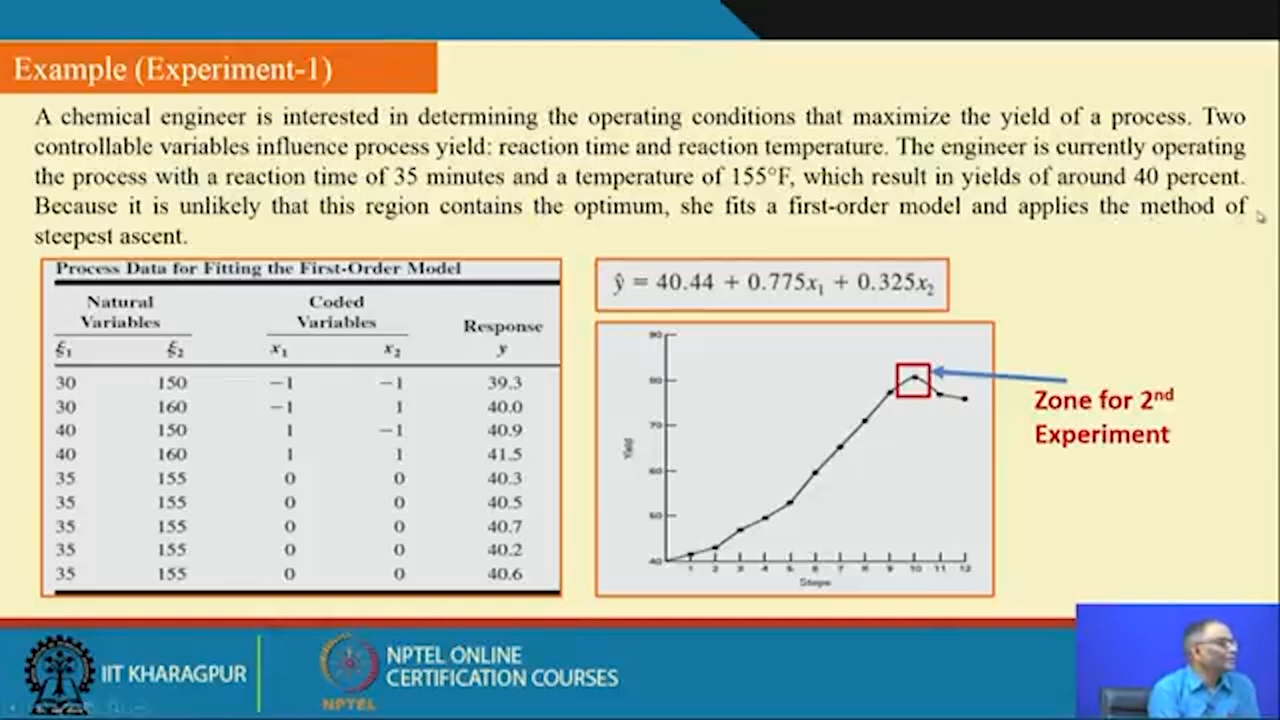 Example (Experiment-1)
A chemical engineer is interested in determining the operating conditions that maximize the yield of a process. Two
controllable variables influence process yield: reaction time and reaction temperature. The engineer is currently operating
the process with a reaction time of 35 minutes and a temperature of 155°F, which result in yields of around 40 percent.
Because it is unlikely that this region contains the optimum, she fits a first-order model and applies the method of
steepest ascent.
Process Data for Fitting the First-Order Model
Natural Variables Coded Variables Response
ξ₁ ξ₂ x₁ x₂ y
30 150 −1 −1 39.3
30 160 −1 1 40.0
40 150 1 −1 40.9
40 160 1 1 41.5
35 155 0 0 40.3
35 155 0 0 40.5
35 155 0 0 40.7
35 155 0 0 40.2
35 155 0 0 40.6
ŷ = 40.44 + 0.775x₁ + 0.325x₂
90
80
70
60
50
40
Yield
1 2 3 4 5 6 7 8 9 10 11 12
Steps
Zone for 2nd
Experiment
IIT KHARAGPUR
NPTEL
NPTEL ONLINE
CERTIFICATION COURSES